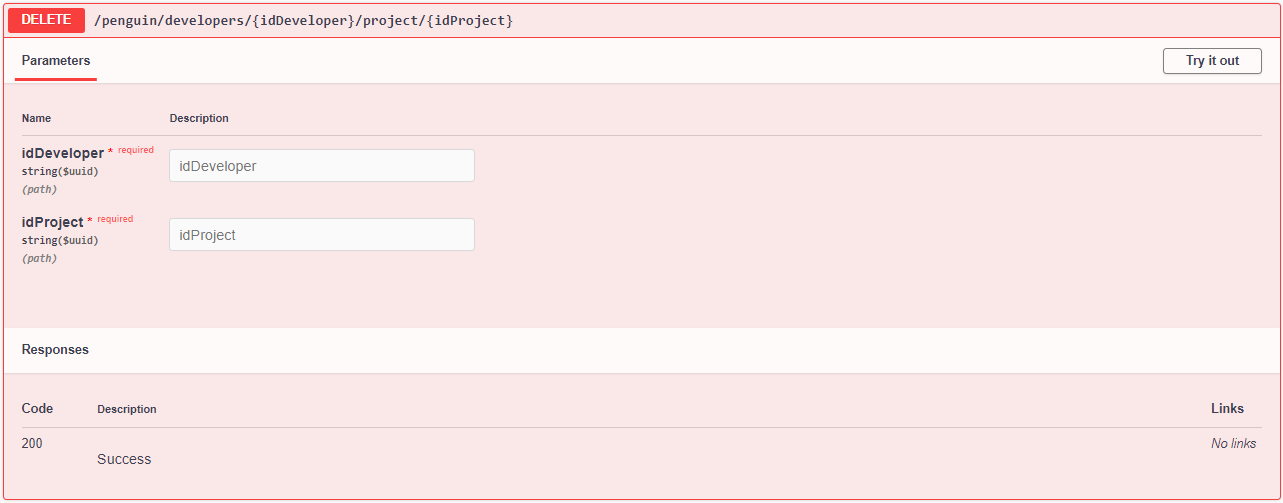 DELETE /penguin/developers/{idDeveloper}/project/{idProject}
Parameters Try it out
Name Description
idDeveloper * required
string($uuid)
(path)
idDeveloper
idProject * required
string($uuid)
(path)
idProject
Responses
Code Description Links
200 No links
Success